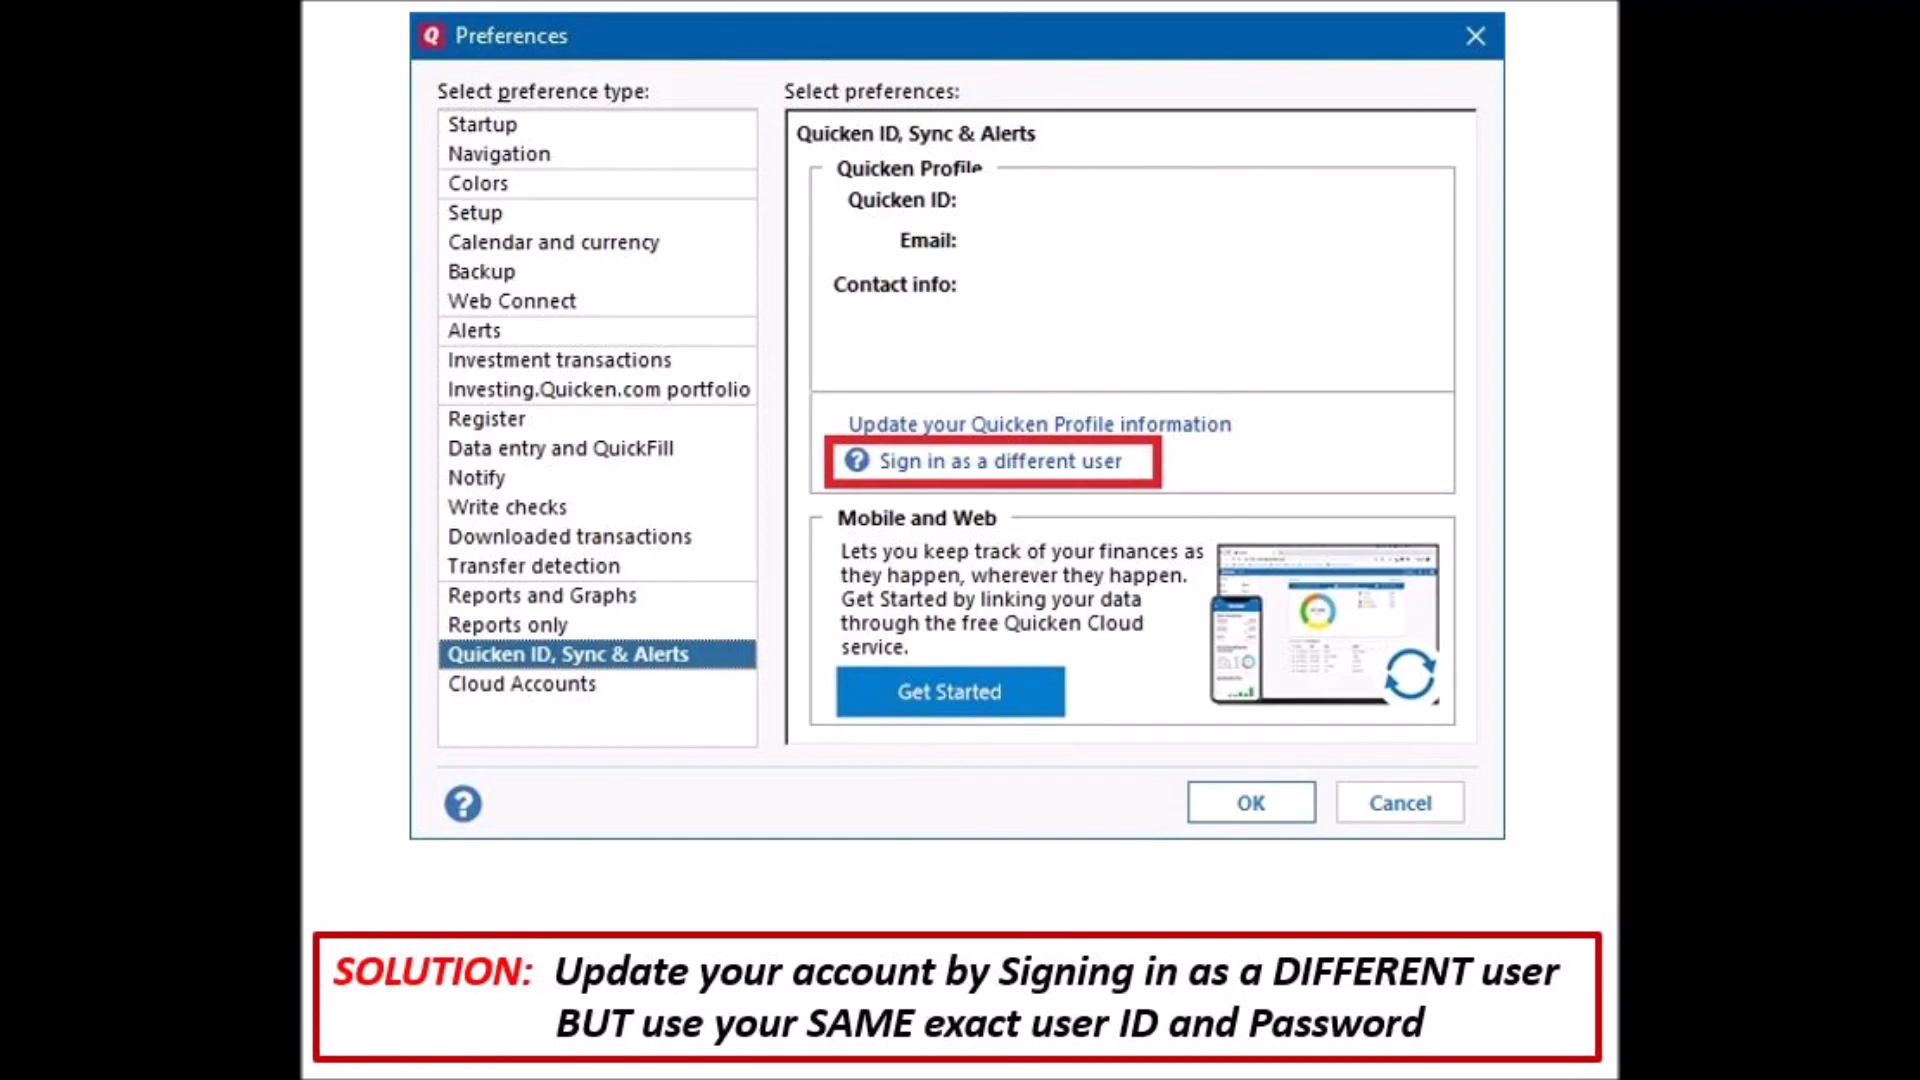 Q Preferences
Select preference type:
Startup
Navigation
Colors
Setup
Calendar and currency
Backup
Web Connect
Alerts
Investment transactions
Investing.Quicken.com portfolio
Register
Data entry and QuickFill
Notify
Write checks
Downloaded transactions
Transfer detection
Reports and Graphs
Reports only
Quicken ID, Sync & Alerts
Cloud Accounts
Select preferences:
Quicken ID, Sync & Alerts
Quicken Profile
Quicken ID:
Email:
Contact info:
Update your Quicken Profile information
? Sign in as a different user
Mobile and Web
Lets you keep track of your finances as
they happen, wherever they happen.
Get Started by linking your data
through the free Quicken Cloud
service.
Get Started
?
OK
Cancel
SOLUTION: Update your account by Signing in as a DIFFERENT user
BUT use your SAME exact user ID and Password